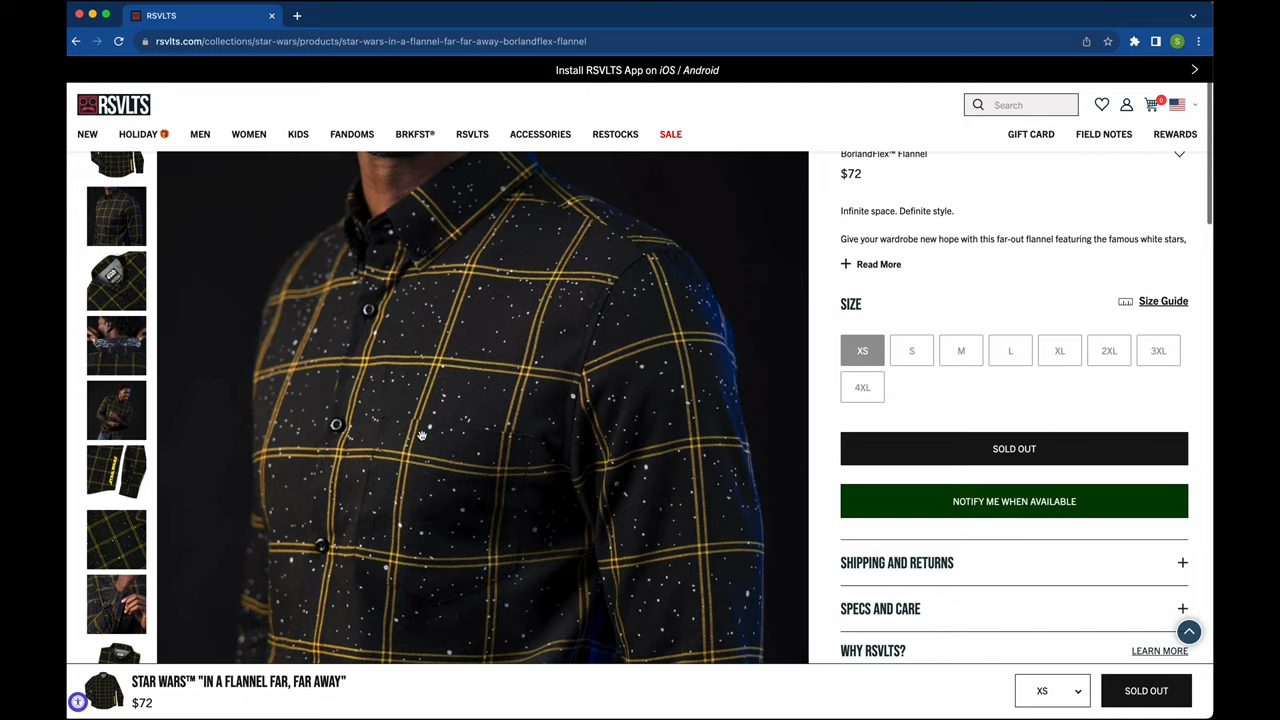 RSVLTS
rsvlts.com/collections/star-wars/products/star-wars-in-a-flannel-far-far-away-borlandflex-flannel
S
Install RSVLTS App on iOS / Android
RSVLTS
Search
0
NEW
HOLIDAY
MEN
WOMEN
KIDS
FANDOMS
BRKFST®
RSVLTS
ACCESSORIES
RESTOCKS
SALE
GIFT CARD
FIELD NOTES
REWARDS
BorlandFlex™ Flannel
$72
Infinite space. Definite style.
Give your wardrobe new hope with this far-out flannel featuring the famous white stars,
Read More
SIZE
Size Guide
XS
S
M
L
XL
2XL
3XL
4XL
SOLD OUT
NOTIFY ME WHEN AVAILABLE
SHIPPING AND RETURNS
SPECS AND CARE
WHY RSVLTS?
LEARN MORE
STAR WARS™ "IN A FLANNEL FAR, FAR AWAY"
$72
XS
SOLD OUT